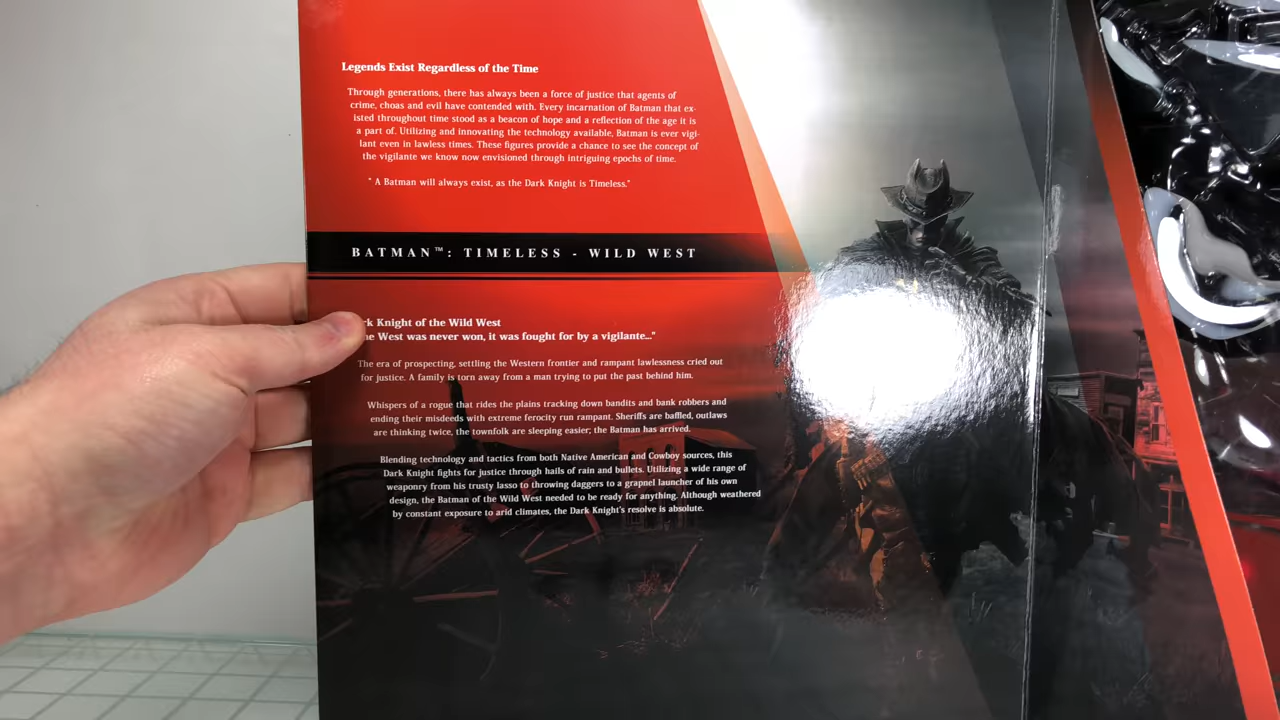 Legends Exist Regardless of the Time
Through generations, there has always been a force of justice that agents of
crime, choas and evil have contended with. Every incarnation of Batman that ex-
isted throughout time stood as a beacon of hope and a reflection of the age it is
a part of. Utilizing and innovating the technology available, Batman is ever vigi-
lant even in lawless times. These figures provide a chance to see the concept of
the vigilante we know now envisioned through intriguing epochs of time.
" A Batman will always exist, as the Dark Knight is Timeless."
BATMAN™: TIMELESS - WILD WEST
Knight of the Wild West
West was never won, it was fought for by a vigilante..."
The era of prospecting, settling the Western frontier and rampant lawlessness cried out
for justice. A family is torn away from a man trying to put the past behind him.
Whispers of a rogue that rides the plains tracking down bandits and bank robbers and
ending their misdeeds with extreme ferocity run rampant. Sheriffs are baffled, outlaws
are thinking twice, the townfolk are sleeping easier; the Batman has arrived.
Blending technology and tactics from both Native American and Cowboy sources, this
Dark Knight fights for justice through hails of rain and bullets. Utilizing a wide range of
weaponry from his trusty lasso to throwing daggers to a grapnel launcher of his own
design, the Batman of the Wild West needed to be ready for anything. Although weathered
by constant exposure to arid climates, the Dark Knight's resolve is absolute.